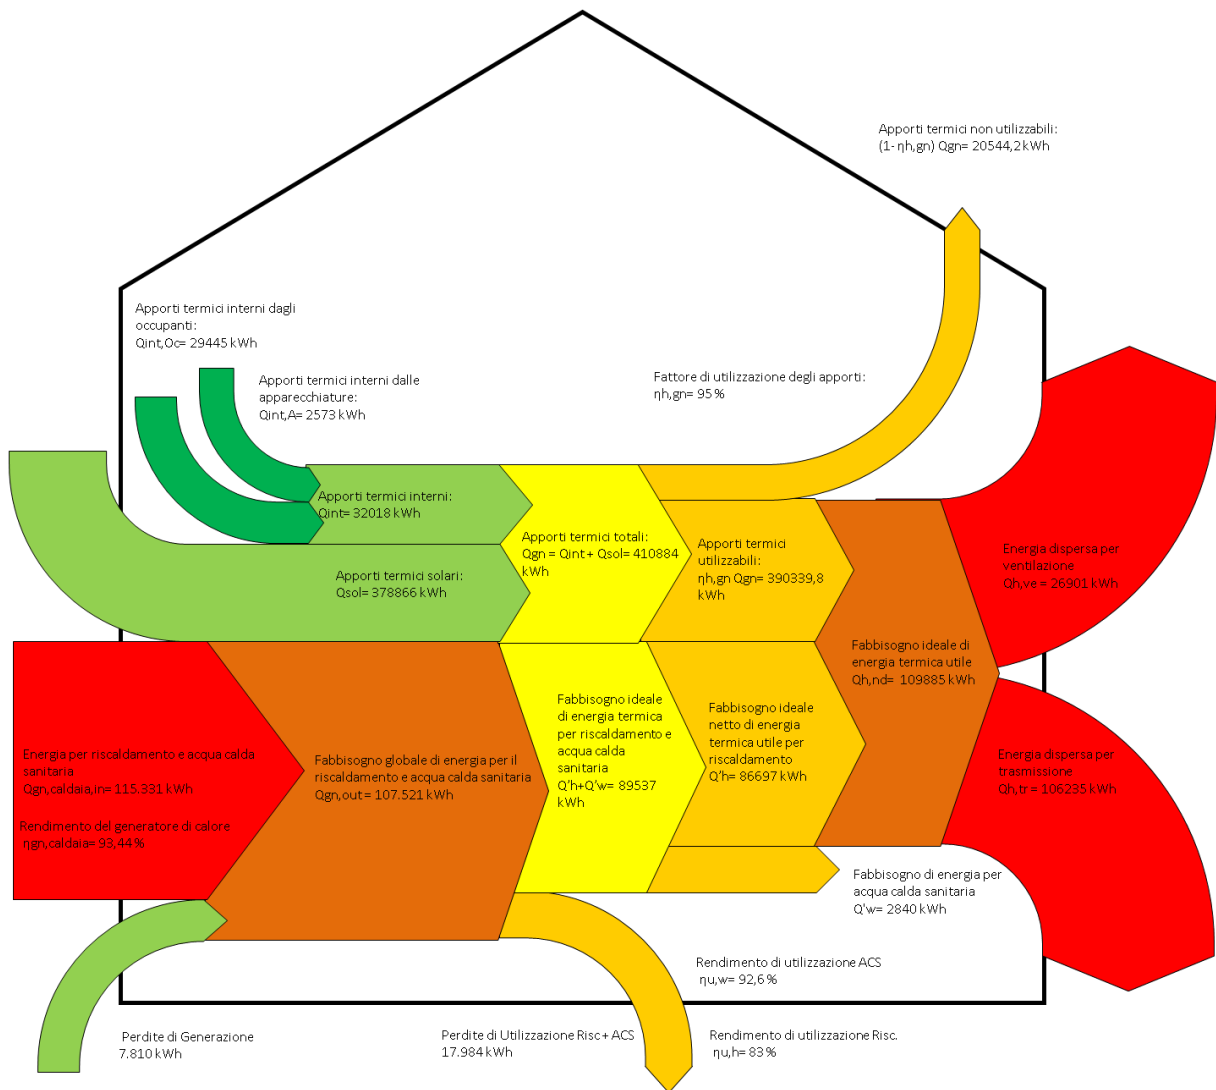 Apporti termici non utilizzabili:
(1- ηh,gn) Qgn= 20544,2 kWh
Apporti termici interni dagli
occupanti:
Qint,Oc= 29445 kWh
Apporti termici interni dalle
apparecchiature:
Qint,A= 2573 kWh
Fattore di utilizzazione degli apporti:
ηh,gn= 95%
Apporti termici interni:
Qint= 32018 kWh
Apporti termici solari:
Qsol= 378866 kWh
Apporti termici totali:
Qgn = Qint + Qsol= 410884
kWh
Apporti termici
utilizzabili:
ηh,gn Qgn= 390339,8
kWh
Energia dispersa per
ventilazione
Qh,ve = 26901 kWh
Fabbisogno ideale di
energia termica utile
Qh,nd= 109885 kWh
Energia per riscaldamento e acqua calda
sanitaria
Qgn,caldaia,in= 115.331 kWh
Rendimento del generatore di calore
ηgn,caldaia= 93,44%
Fabbisogno globale di energia per il
riscaldamento e acqua calda sanitaria
Qgn,out= 107.521 kWh
Fabbisogno ideale
di energia termica
per riscaldamento e
acqua calda
sanitaria
Q'h+Q'w= 89537
kWh
Fabbisogno ideale
netto di energia
termica utile per
riscaldamento
Q'h= 86697 kWh
Energia dispersa per
trasmissione
Qh,tr = 106235 kWh
Fabbisogno di energia per
acqua calda sanitaria
Q'w= 2840 kWh
Rendimento di utilizzazione ACS
ηu,w= 92,6%
Perdite di Generazione
7.810 kWh
Perdite di Utilizzazione Risc+ ACS
17.984 kWh
Rendimento di utilizzazione Risc.
ηu,h= 83%